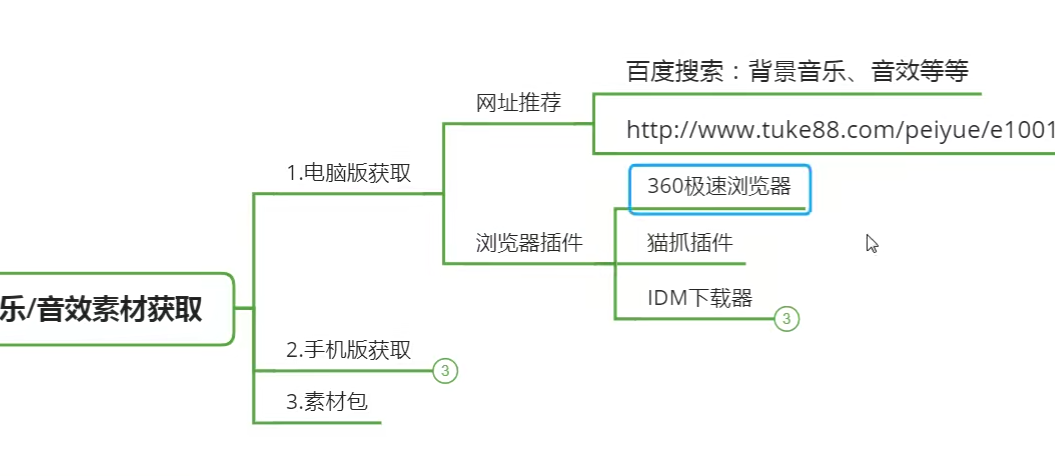 百度搜索：背景音乐、音效等等
网址推荐
http://www.tuke88.com/peiyue/e1001
1.电脑版获取
360极速浏览器
浏览器插件
猫抓插件
IDM下载器
3
乐/音效素材获取
2.手机版获取
3
3.素材包